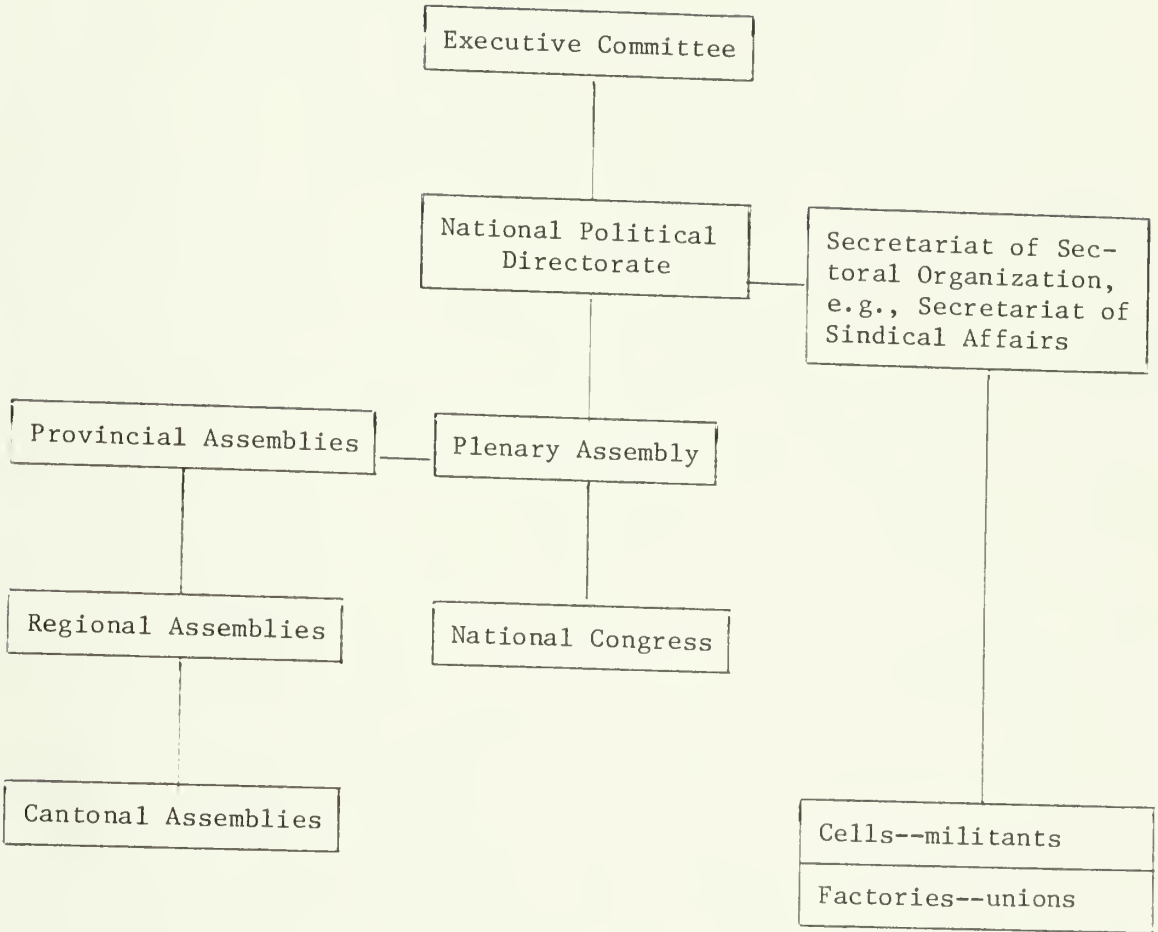 Executive Committee
National Political
Directorate
Secretariat of Sec-
toral Organization,
e.g., Secretariat of
Sindical Affairs
Provincial Assemblies
Plenary Assembly
Regional Assemblies
National Congress
Cantonal Assemblies
Cells--militants
Factories--unions